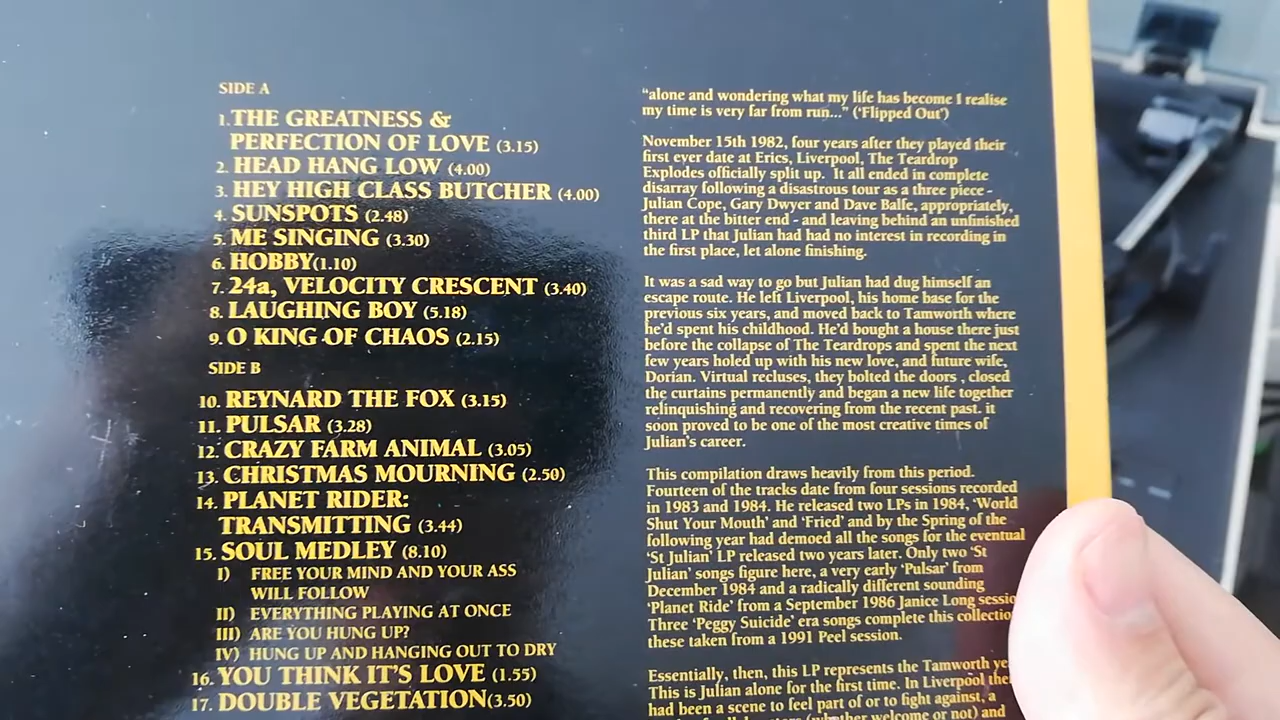 SIDE A
1. THE GREATNESS &
PERFECTION OF LOVE (3.15)
2. HEAD HANG LOW (4.00)
3. HEY HIGH CLASS BUTCHER (4.00)
4. SUNSPOTS (2.48)
5. ME SINGING (3.30)
6. HOBBY(1.10)
7. 24a, VELOCITY CRESCENT (3.40)
8. LAUGHING BOY (5.18)
9. O KING OF CHAOS (2.15)
SIDE B
10. REYNARD THE FOX (3.15)
11. PULSAR (3.28)
12. CRAZY FARM ANIMAL (3.05)
13. CHRISTMAS MOURNING (2.50)
14. PLANET RIDER:
TRANSMITTING (3.44)
15. SOUL MEDLEY (8.10)
I) FREE YOUR MIND AND YOUR ASS
WILL FOLLOW
II) EVERYTHING PLAYING AT ONCE
III) ARE YOU HUNG UP?
IV) HUNG UP AND HANGING OUT TO DRY
16. YOU THINK IT'S LOVE (1.55)
17. DOUBLE VEGETATION(3.50)
"alone and wondering what my life has become I realise
my time is very far from run..." ('Flipped Out')
November 15th 1982, four years after they played their
first ever date at Erics, Liverpool, The Teardrop
Explodes officially split up. It all ended in complete
disarray following a disastrous tour as a three piece -
Julian Cope, Gary Dwyer and Dave Balfe, appropriately,
there at the bitter end - and leaving behind an unfinished
third LP that Julian had had no interest in recording in
the first place, let alone finishing.
It was a sad way to go but Julian had dug himself an
escape route. He left Liverpool, his home base for the
previous six years, and moved back to Tamworth where
he'd spent his childhood. He'd bought a house there just
before the collapse of The Teardrops and spent the next
few years holed up with his new love, and future wife,
Dorian. Virtual recluses, they bolted the doors , closed
the curtains permanently and began a new life together
relinquishing and recovering from the recent past. it
soon proved to be one of the most creative times of
Julian's career.
This compilation draws heavily from this period.
Fourteen of the tracks date from four sessions recorded
in 1983 and 1984. He released two LPs in 1984, 'World
Shut Your Mouth' and 'Fried' and by the Spring of the
following year had demoed all the songs for the eventual
'St Julian' LP released two years later. Only two 'St
Julian' songs figure here, a very early 'Pulsar' from
December 1984 and a radically different sounding
'Planet Ride' from a September 1986 Janice Long sessio
Three 'Peggy Suicide' era songs complete this collectio
these taken from a 1991 Peel session.
Essentially, then, this LP represents the Tamworth ye
This is Julian alone for the first time. In Liverpool the
had been a scene to feel part of or to fight against, a
(whether welcome or not) and